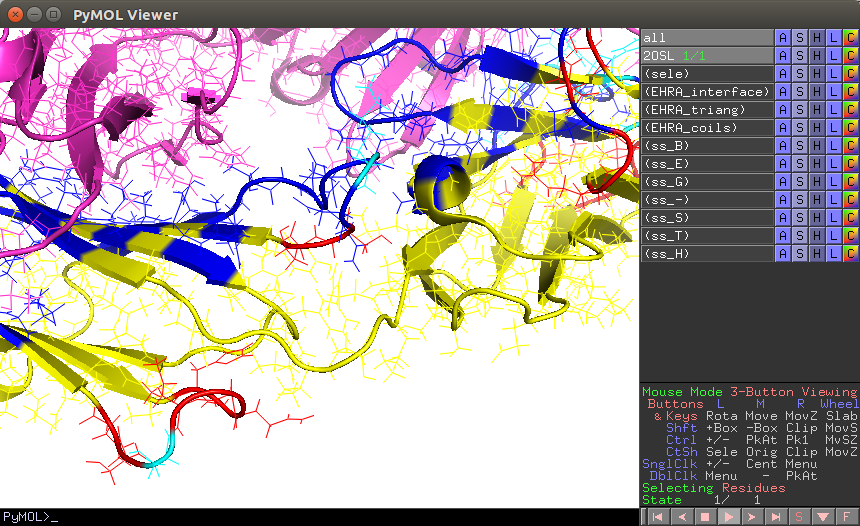 PyMOL Viewer
all A S H L C
2OSL 1/1 A S H L C
(sele) A S H L C
(EHRA_interface) A S H L C
(EHRA_triang) A S H L C
(EHRA_coils) A S H L C
(ss_B) A S H L C
(ss_E) A S H L C
(ss_G) A S H L C
(ss_-) A S H L C
(ss_S) A S H L C
(ss_T) A S H L C
(ss_H) A S H L C
Mouse Mode 3-Button Viewing
Buttons L M R Wheel
& Keys Rota Move MovZ Slab
Shft +Box -Box Clip MovS
Ctrl +/- PkAt Pk1 MvSZ
CtSh Sele Orig Clip MovZ
SnglClk +/- Cent Menu
DblClk Menu - PkAt
Selecting Residues
State 1/ 1
PyMOL>_
S F